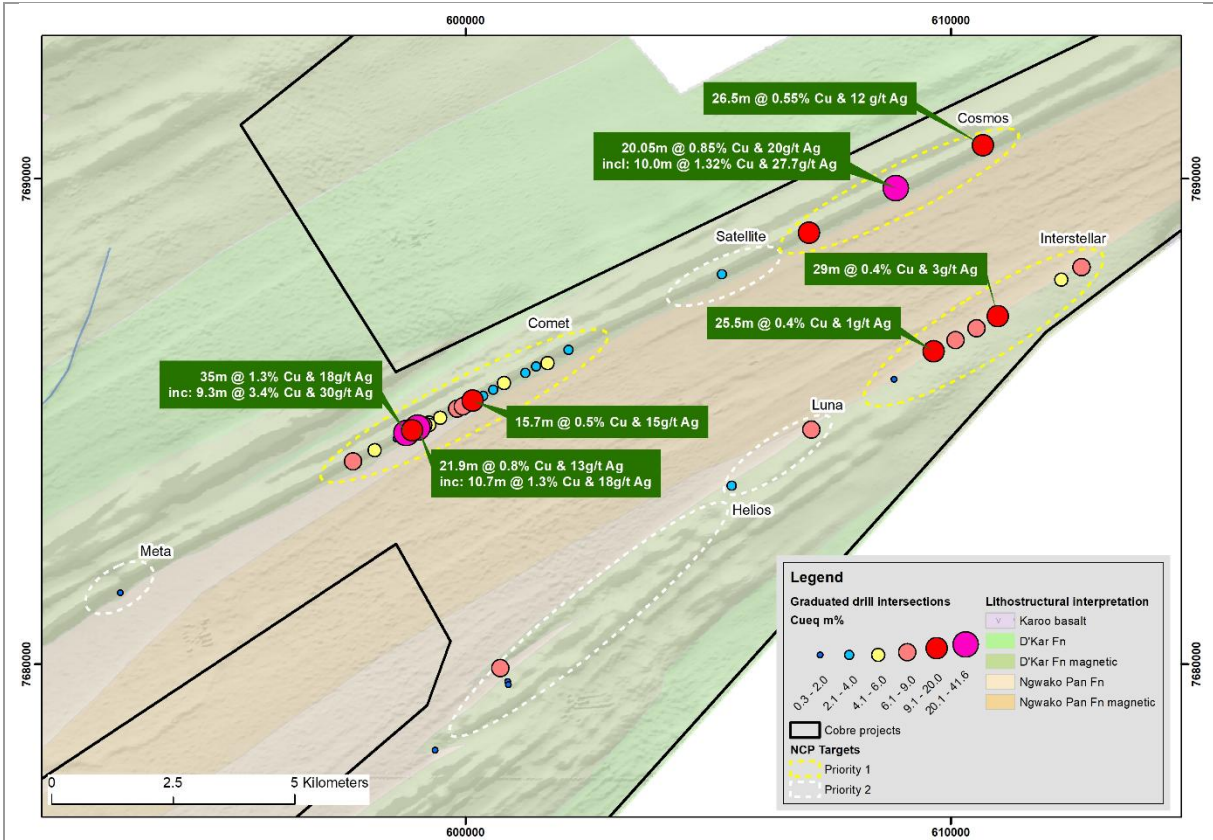 600000
610000
7690000
7690000
7680000
7680000
600000
610000
26.5m @ 0.55% Cu & 12 g/t Ag
Cosmos
20.05m @ 0.85% Cu & 20g/t Ag
incl: 10.0m @ 1.32% Cu & 27.7g/t Ag
Satellite
Interstellar
29m @ 0.4% Cu & 3g/t Ag
25.5m @ 0.4% Cu & 1g/t Ag
Comet
35m @ 1.3% Cu & 18g/t Ag
inc: 9.3m @ 3.4% Cu & 30g/t Ag
15.7m @ 0.5% Cu & 15g/t Ag
21.9m @ 0.8% Cu & 13g/t Ag
inc: 10.7m @ 1.3% Cu & 18g/t Ag
Luna
Helios
Meta
0 2.5 5 Kilometers
Legend
Graduated drill intersections
Cueq m%
0.3 - 2.0
2.1 - 4.0
4.1 - 6.0
6.1 - 9.0
9.1 - 20.0
20.1 - 41.6
Cobre projects
NCP Targets
Priority 1
Priority 2
Lithostructural interpretation
v Karoo basalt
D'Kar Fn
D'Kar Fn magnetic
Ngwako Pan Fn
Ngwako Pan Fn magnetic